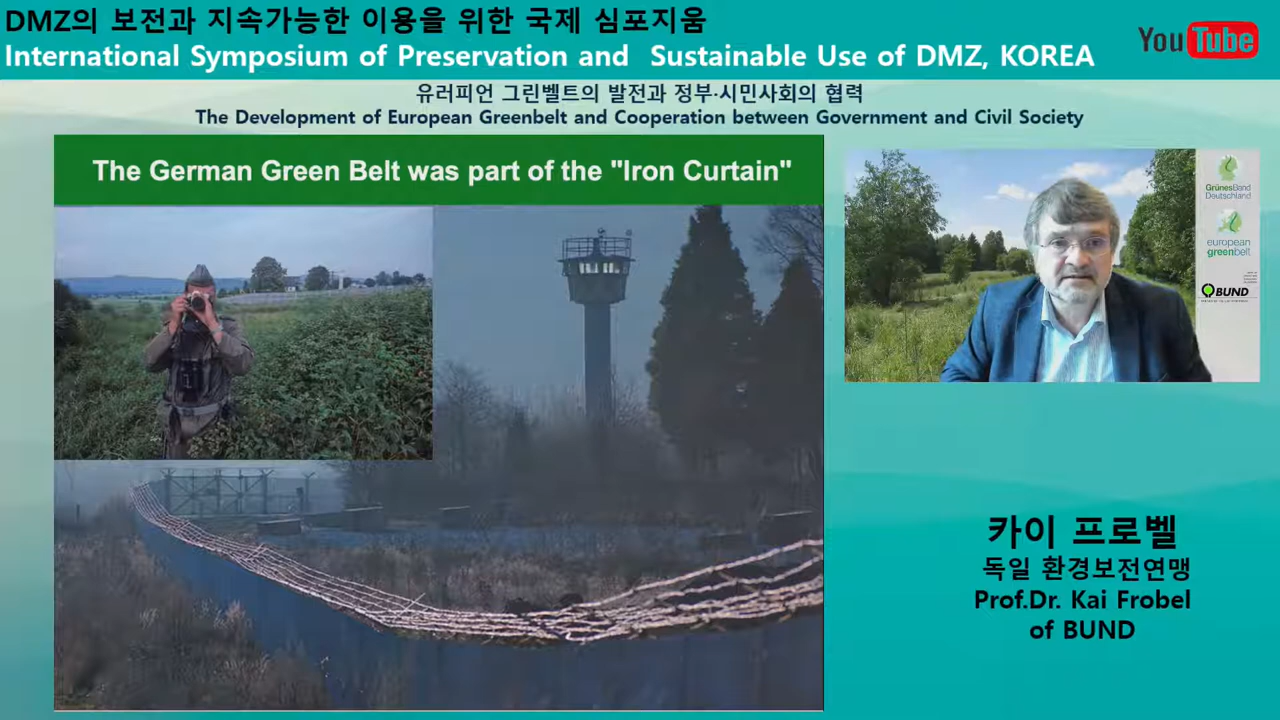 DMZ의 보전과 지속가능한 이용을 위한 국제 심포지움
International Symposium of Preservation and Sustainable Use of DMZ, KOREA
YouTube
유러피언 그린벨트의 발전과 정부·시민사회의 협력
The Development of European Greenbelt and Cooperation between Government and Civil Society
The German Green Belt was part of the "Iron Curtain"
GrünesBand
Deutschland
european
greenbelt
BUND
카이 프로벨
독일 환경보전연맹
Prof.Dr. Kai Frobel
of BUND